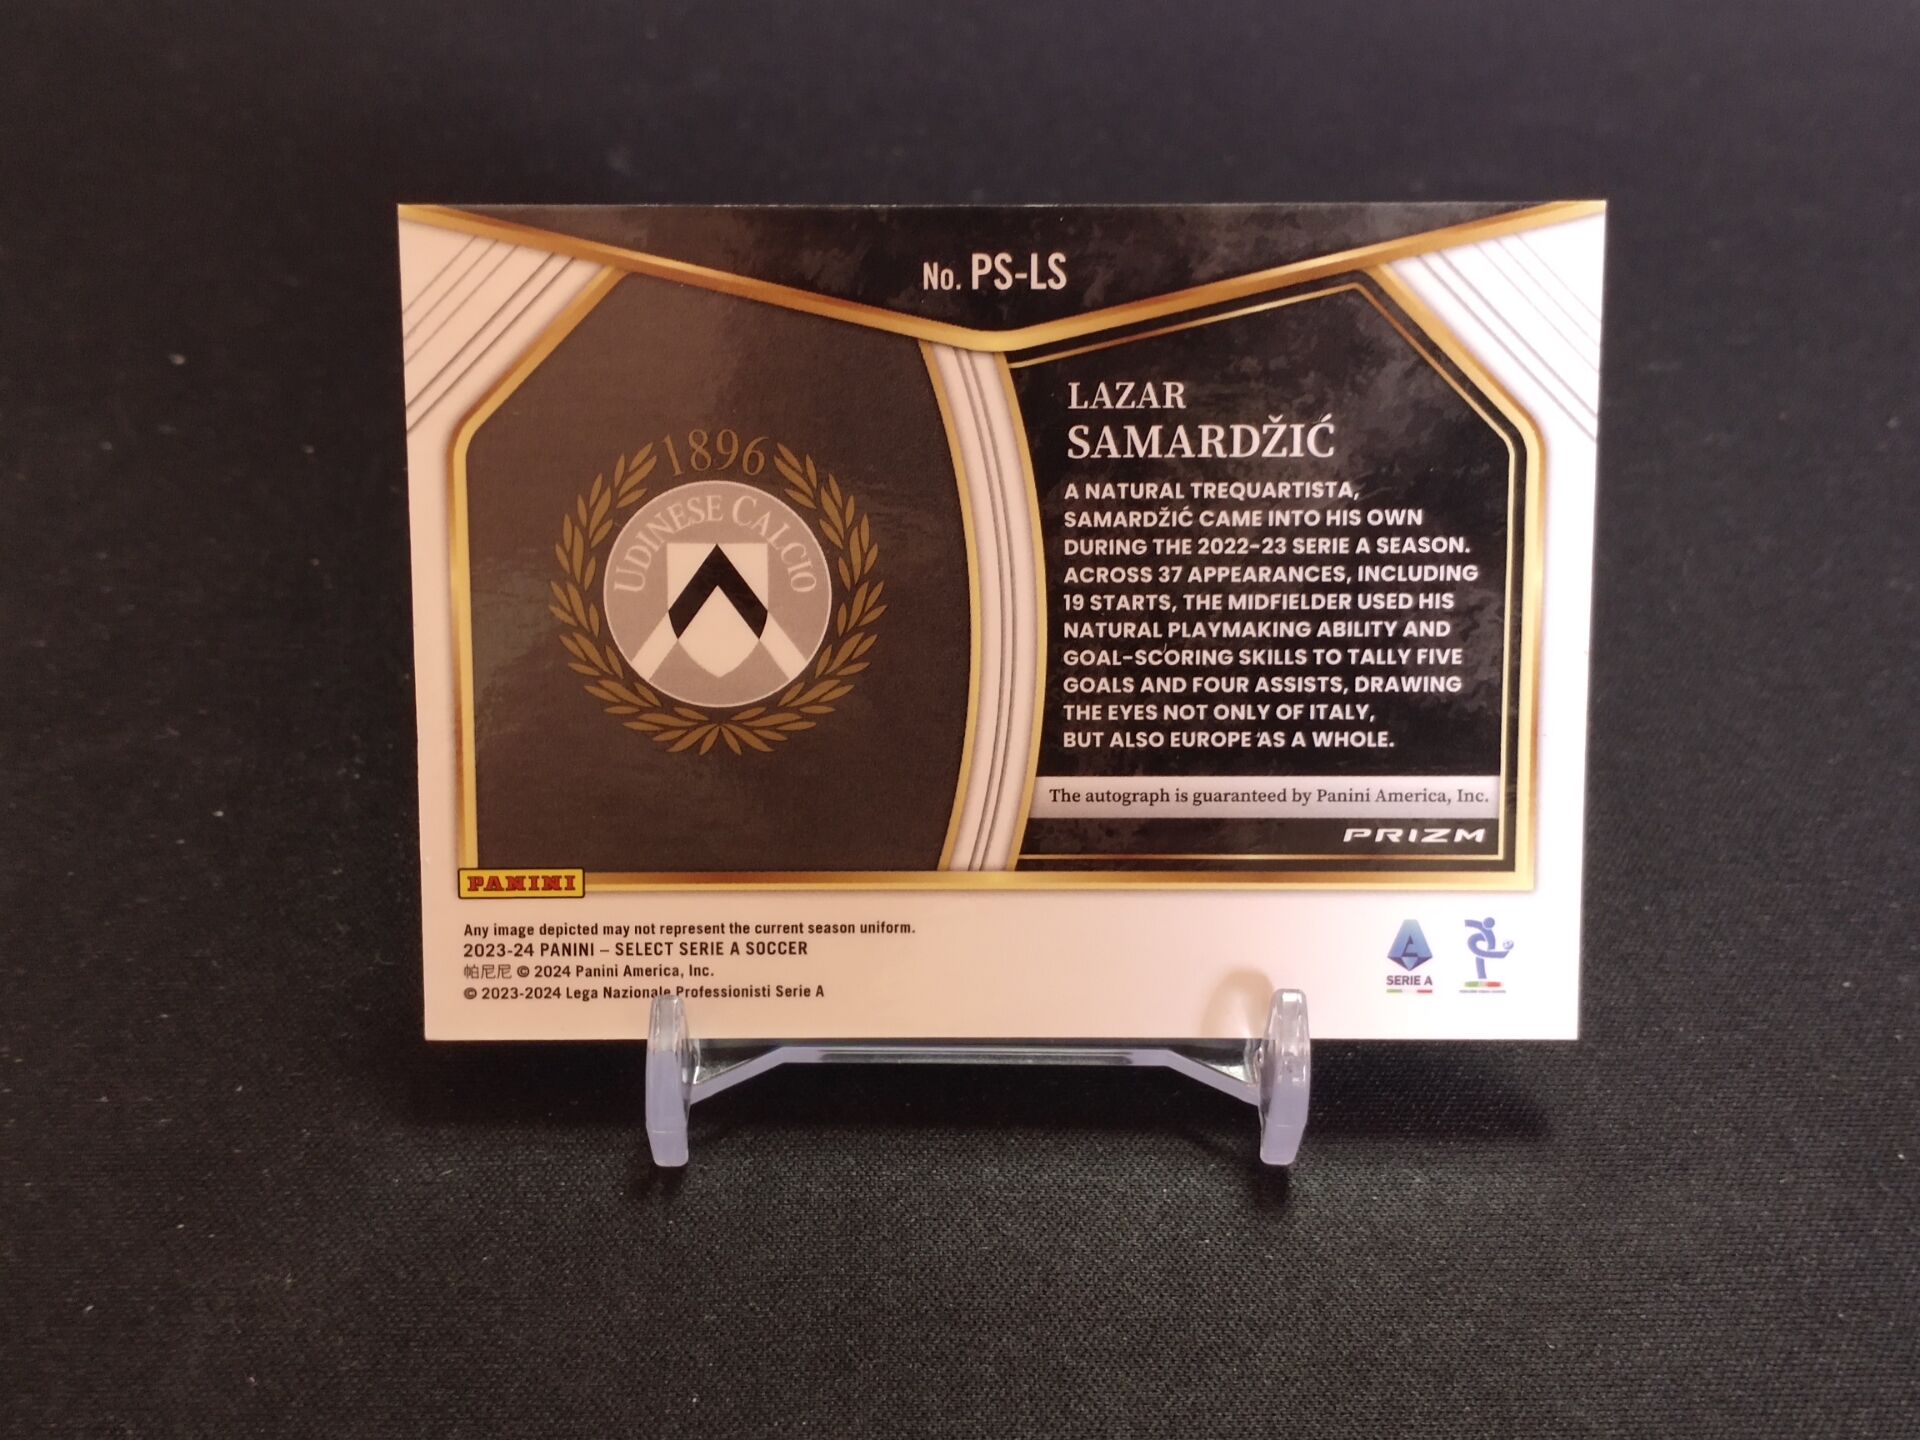 No. PS-LS
1896
UDINESE CALCIO
LAZAR
SAMARDŽIĆ
A NATURAL TREQUARTISTA,
SAMARDŽIĆ CAME INTO HIS OWN
DURING THE 2022-23 SERIE A SEASON.
ACROSS 37 APPEARANCES, INCLUDING
19 STARTS, THE MIDFIELDER USED HIS
NATURAL PLAYMAKING ABILITY AND
GOAL-SCORING SKILLS TO TALLY FIVE
GOALS AND FOUR ASSISTS, DRAWING
THE EYES NOT ONLY OF ITALY,
BUT ALSO EUROPE AS A WHOLE.
The autograph is guaranteed by Panini America, Inc.
PRIZM
PANINI
Any image depicted may not represent the current season uniform.
2023-24 PANINI – SELECT SERIE A SOCCER
帕尼尼 © 2024 Panini America, Inc.
© 2023-2024 Lega Nazionale Professionisti Serie A
SERIE A